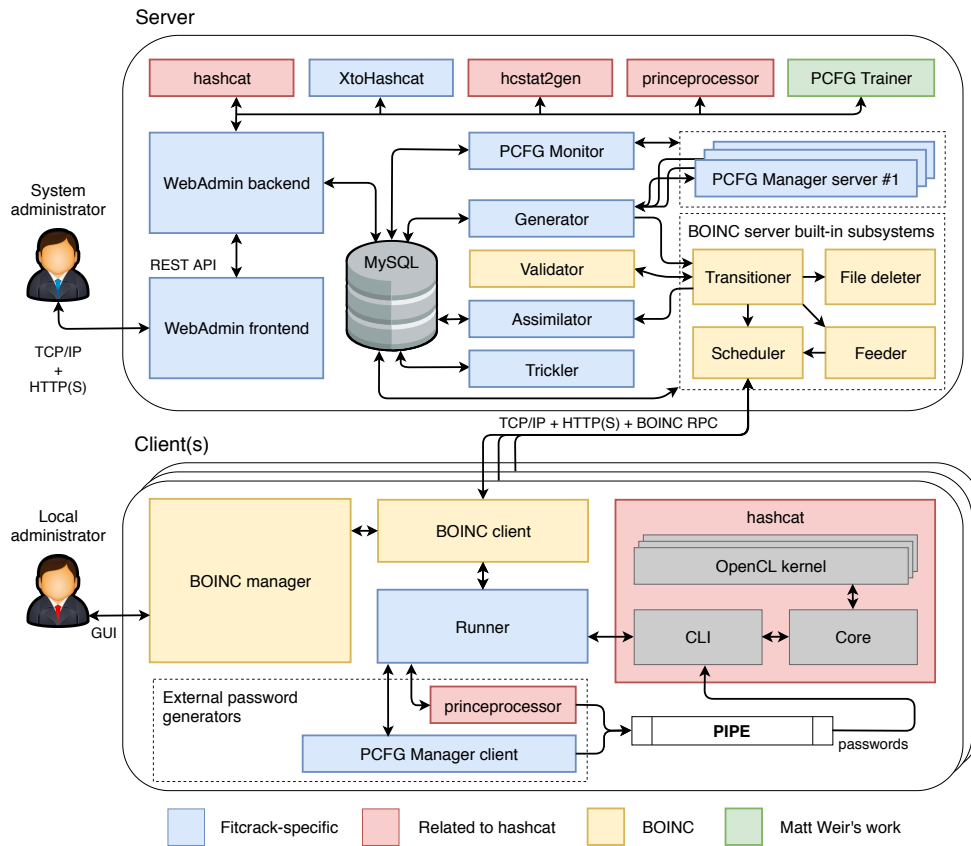 Server
hashcat
XtoHashcat
hcstat2gen
princeprocessor
PCFG Trainer
WebAdmin backend
PCFG Monitor
PCFG Manager server #1
System
administrator
Generator
BOINC server built-in subsystems
REST API
MySQL
Validator
Transitioner
File deleter
WebAdmin frontend
Assimilator
Scheduler
Feeder
TCP/IP
+
HTTP(S)
Trickler
TCP/IP + HTTP(S) + BOINC RPC
Client(s)
Local
administrator
BOINC manager
BOINC client
hashcat
OpenCL kernel
GUI
Runner
CLI
Core
External password
generators
princeprocessor
PCFG Manager client
PIPE
passwords
Fitcrack-specific
Related to hashcat
BOINC
Matt Weir's work